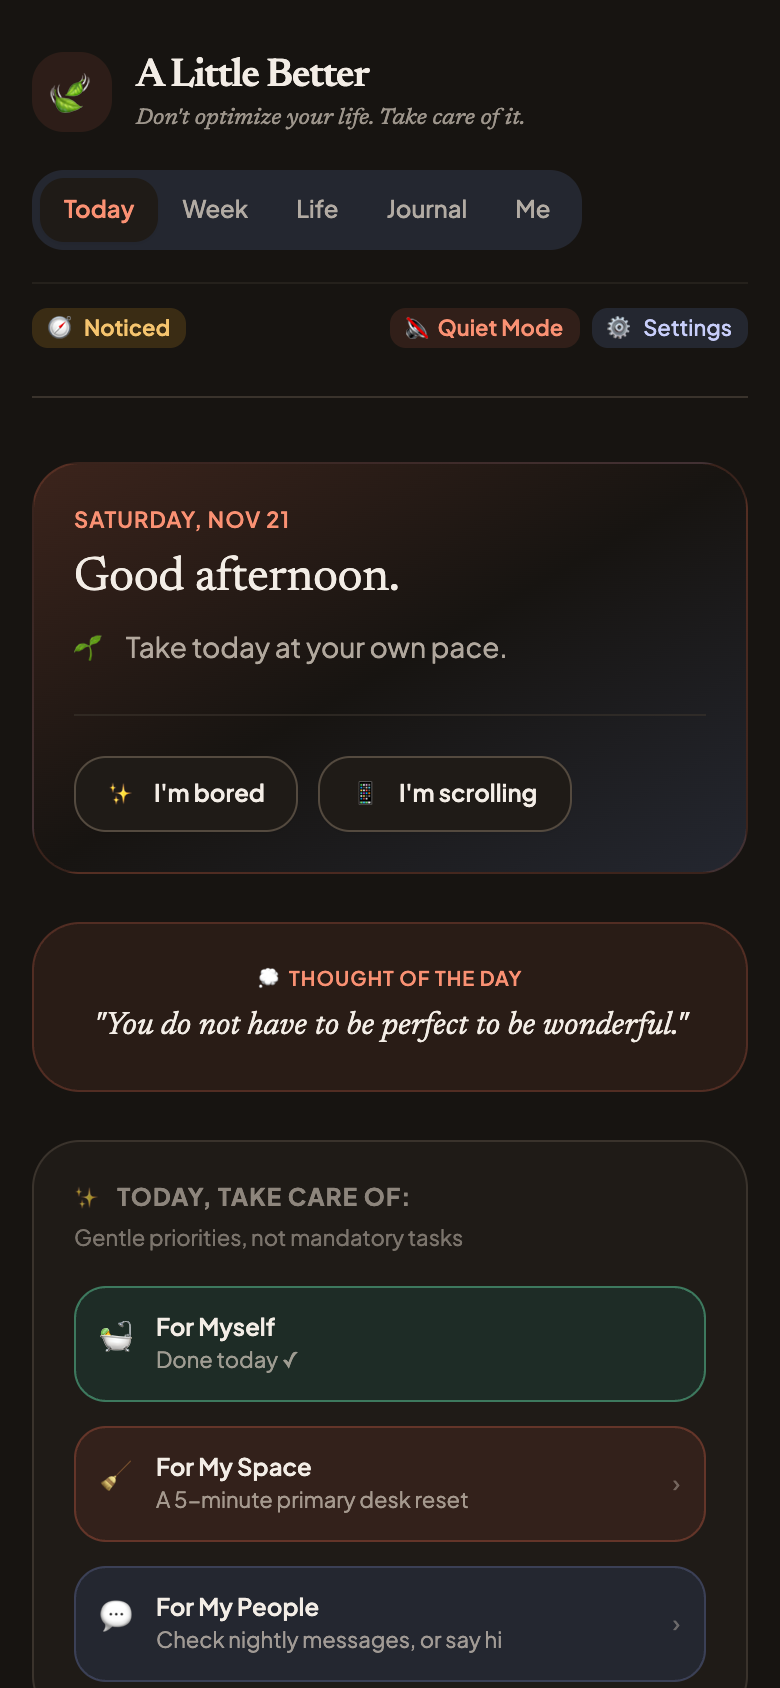 A Little Better
Don't optimize your life. Take care of it.
Today Week Life Journal Me
Noticed Quiet Mode Settings
SATURDAY, NOV 21
Good afternoon.
Take today at your own pace.
I'm bored I'm scrolling
THOUGHT OF THE DAY
"You do not have to be perfect to be wonderful."
TODAY, TAKE CARE OF:
Gentle priorities, not mandatory tasks
For Myself
Done today ✓
For My Space
A 5–minute primary desk reset
For My People
Check nightly messages, or say hi